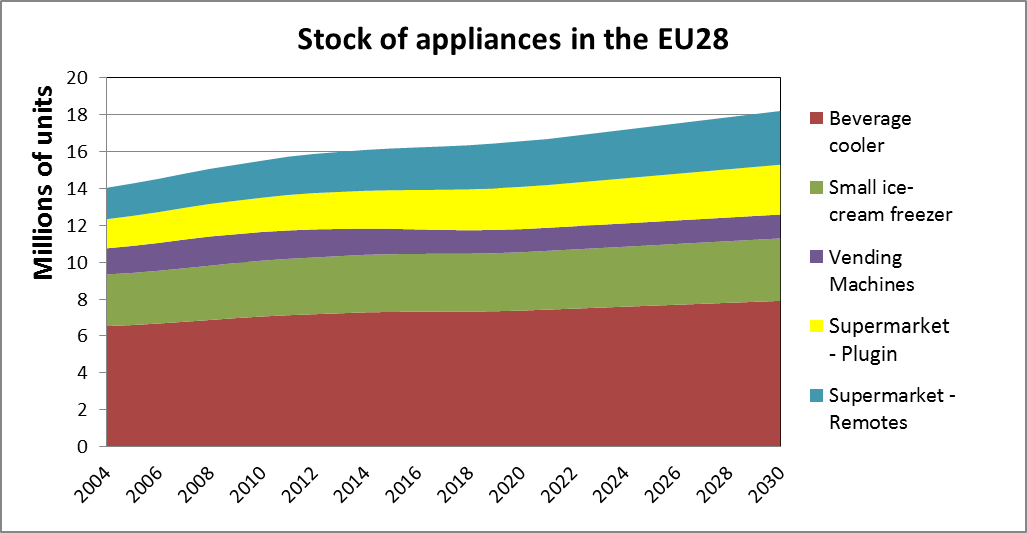 Stock of appliances in the EU28
Millions of units
20
18
16
14
12
10
8
6
4
2
0
2004
2006
2008
2010
2012
2014
2016
2018
2020
2022
2024
2026
2028
2030
Beverage
cooler
Small ice-
cream freezer
Vending
Machines
Supermarket
- Plugin
Supermarket -
Remotes